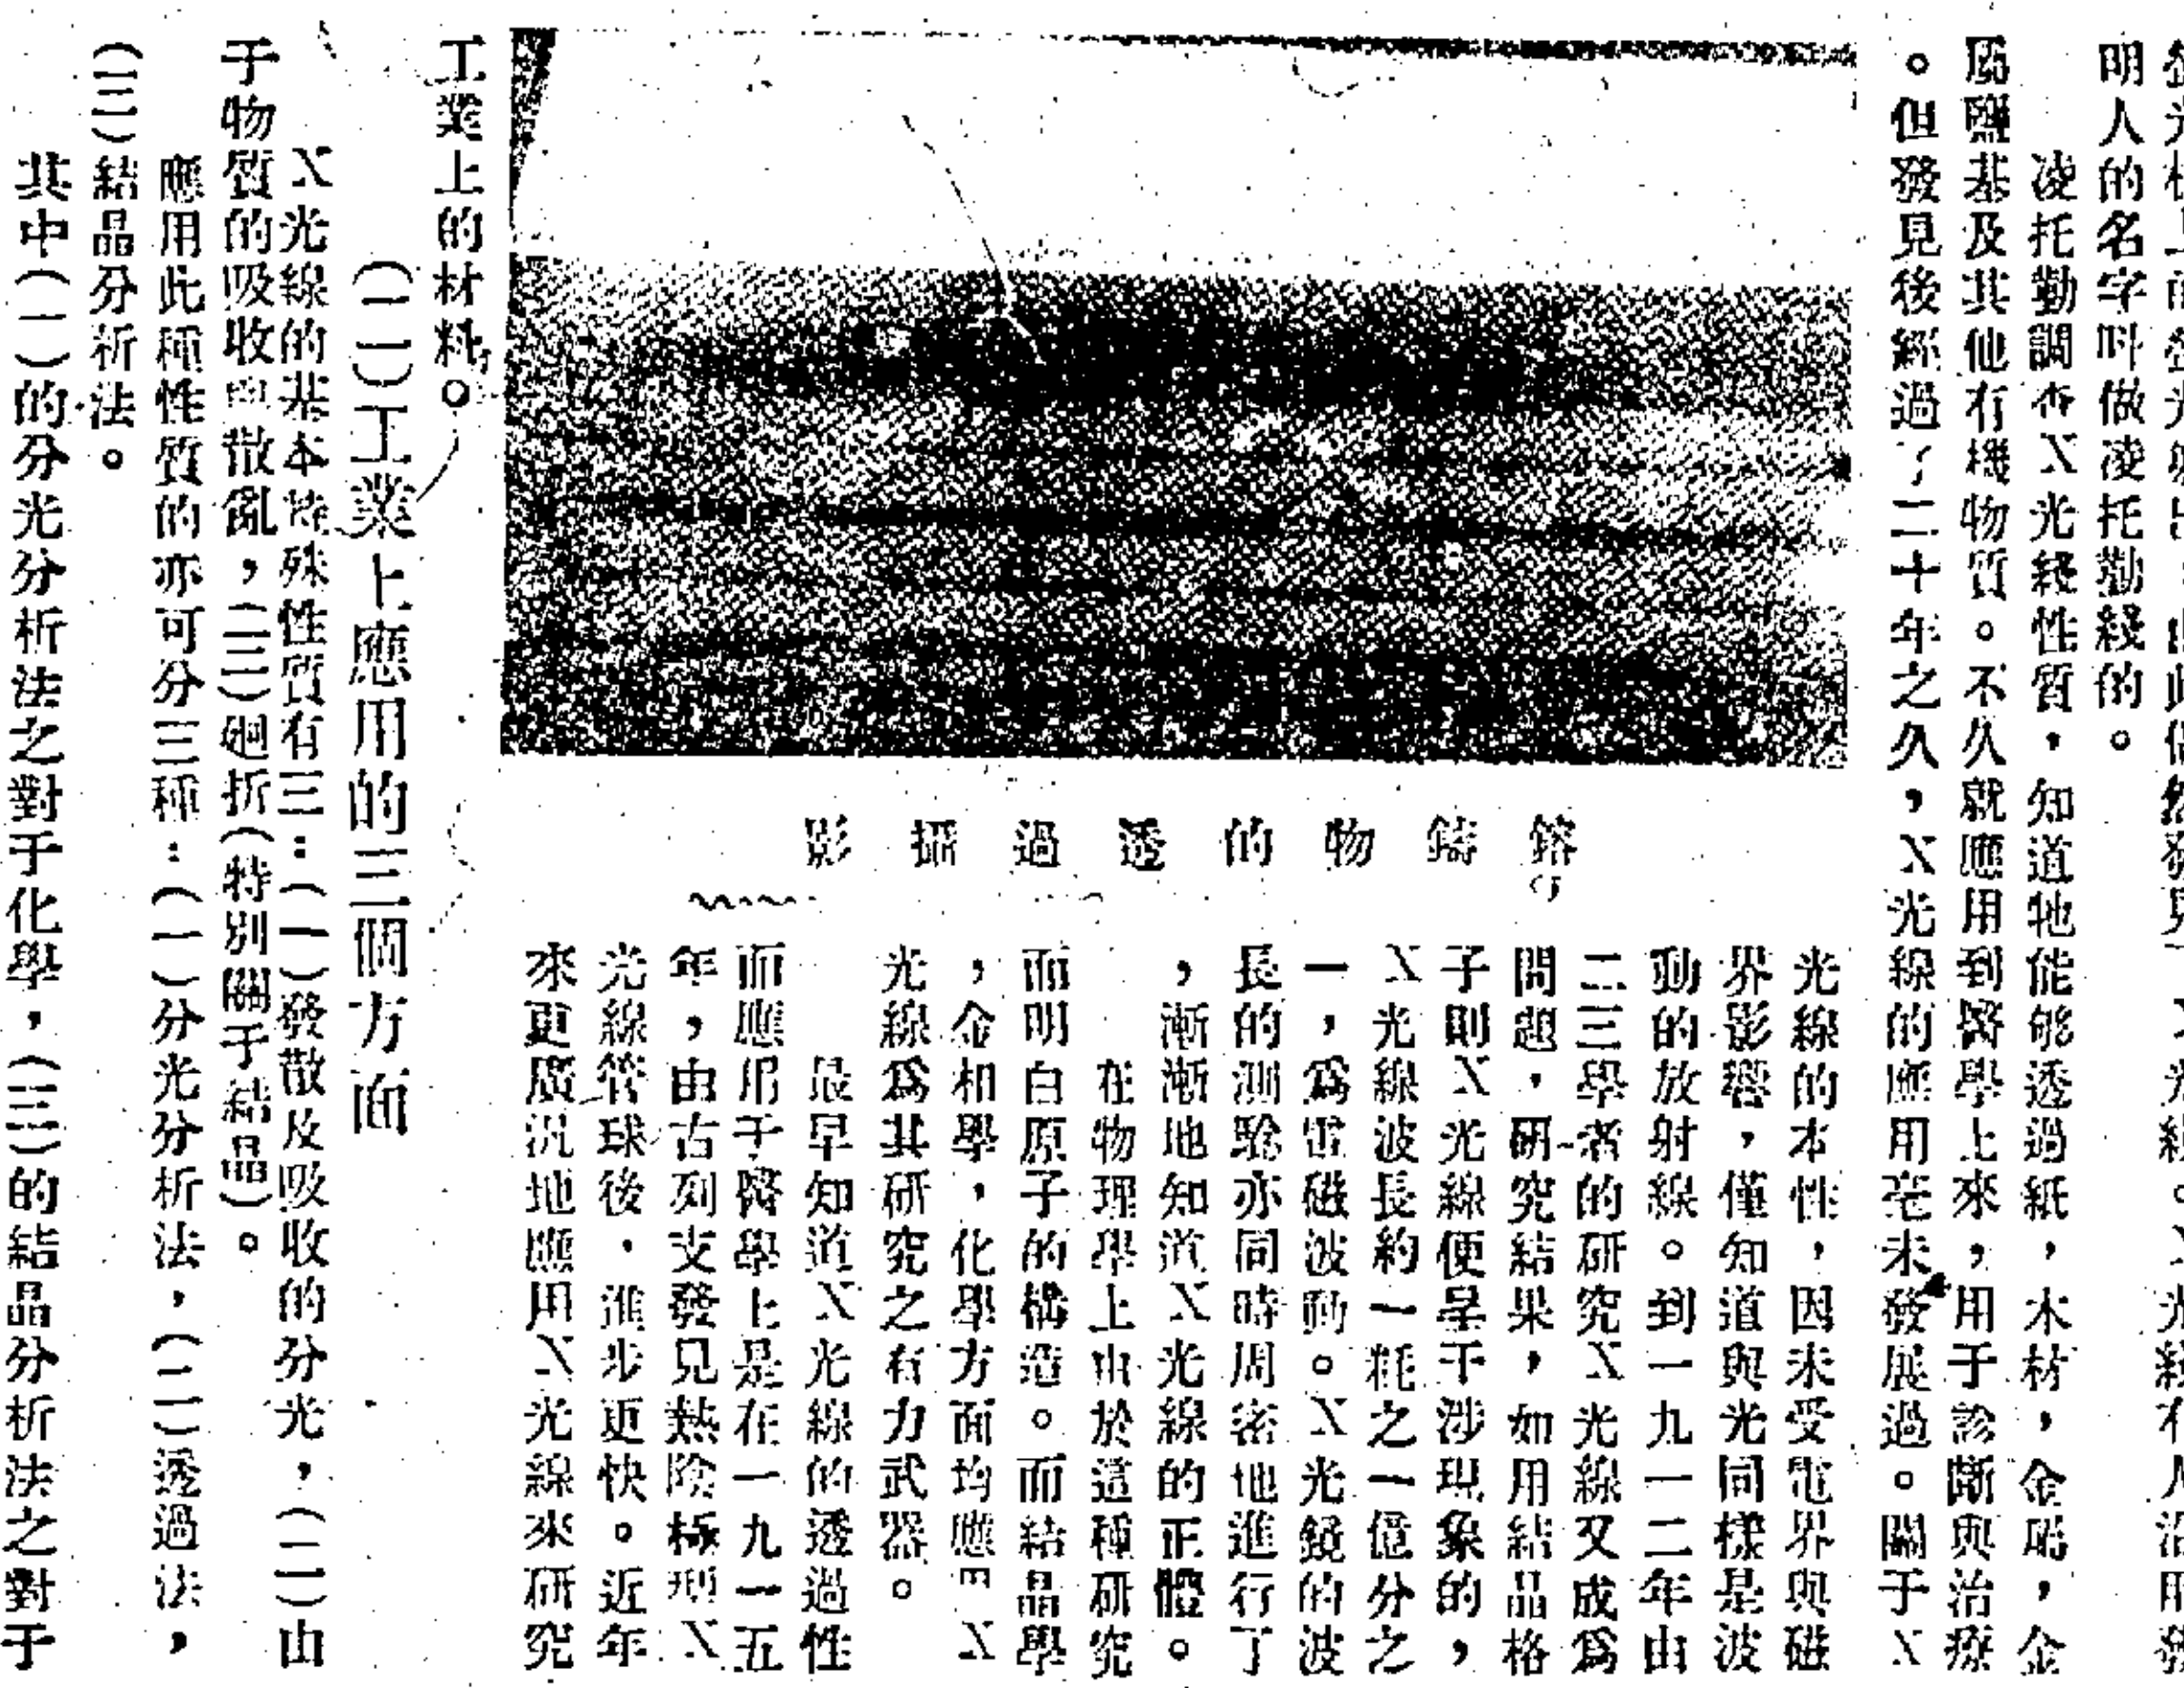 明人的名字叫做凌托勤綫的。
凌托勤調查X光綫性質，知道牠能够透過紙，木材，金屬，金
屬鹽基及其他有機物質。不久就應用到醫學上來，用于診斷與治療
。但發見後經過了二十年之久，X光線的應用毫未發展過。關于X
光線的本性，因未受電界與磁
界影響，僅知道與光同樣是波
動的放射線。到一九一二年由
二三學者的研究X光線又成爲
問題，研究結果，如用結晶格
子則X光線便呈干涉現象的，
X光線波長約一粍之一億分之
一，爲電磁波動。X光鏡的波
長的測驗亦同時周密地進行了
，漸漸地知道X光線的正體。
在物理學上由於這種研究
而明白原子的構造。而結晶學
，金相學，化學方面均應用X
光線爲其研究之有力武器。
最早知道X光線的透過性
而應用于醫學上是在一九一五
年，由古列支發見熱陰極型X
光線管球後，進步更快。近年
來更廣汎地應用X光線來研究
鎔鑄物的透過攝影
工業上的材料。
(二)工業上應用的三個方面
X光線的基本特殊性質有三：(一)發散及吸收的分光，(二)由
于物質的吸收散亂，(三)廻折(特別關于結晶)。
應用此種性質的亦可分三種：(一)分光分析法，(二)透過法，
(三)結晶分析法。
其中(一)的分光分析法之對于化學，(三)的結晶分析法之對于